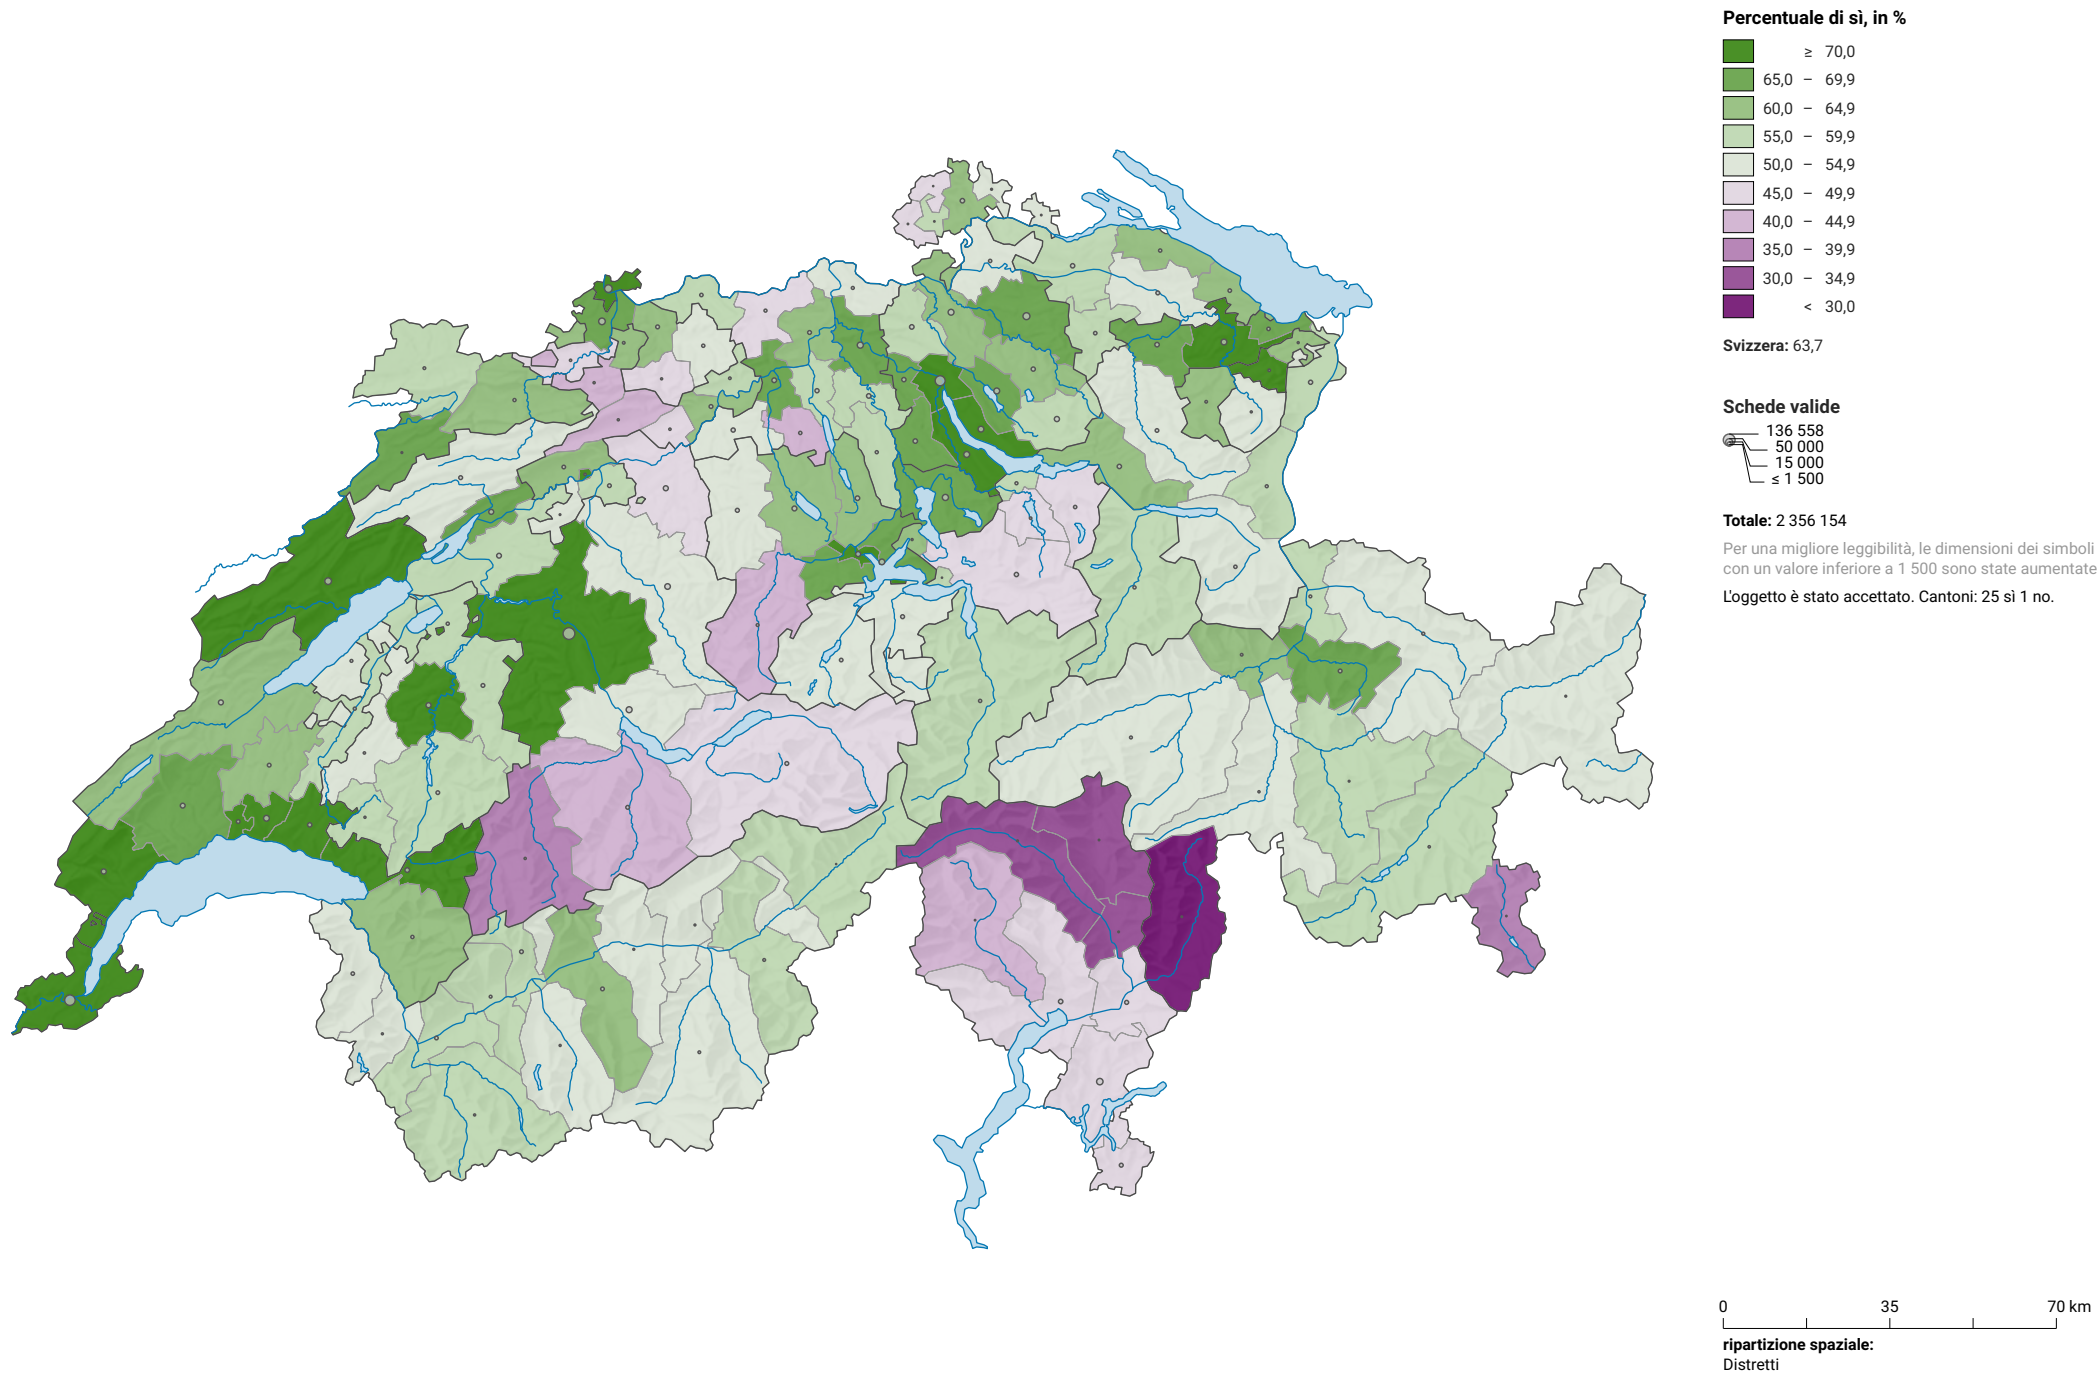 Percentuale di sì, in %
≥ 70,0
65,0 – 69,9
60,0 – 64,9
55,0 – 59,9
50,0 – 54,9
45,0 – 49,9
40,0 – 44,9
35,0 – 39,9
30,0 – 34,9
< 30,0
Svizzera: 63,7
Schede valide
136 558
50 000
15 000
≤ 1 500
Totale: 2 356 154
Per una migliore leggibilità, le dimensioni dei simboli
con un valore inferiore a 1 500 sono state aumentate
L'oggetto è stato accettato. Cantoni: 25 sì 1 no.
0 35 70 km
ripartizione spaziale:
Distretti